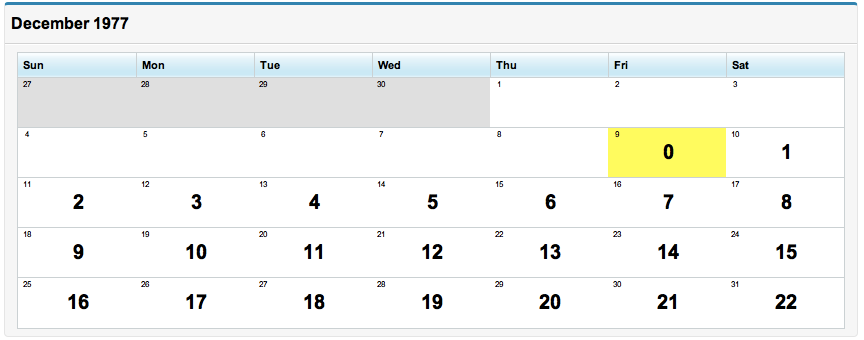 December 1977
Sun Mon Tue Wed Thu Fri Sat
27 28 29 30 1 2 3
4 5 6 7 8 9 10
0 1
11 12 13 14 15 16 17
2 3 4 5 6 7 8
18 19 20 21 22 23 24
9 10 11 12 13 14 15
25 26 27 28 29 30 31
16 17 18 19 20 21 22